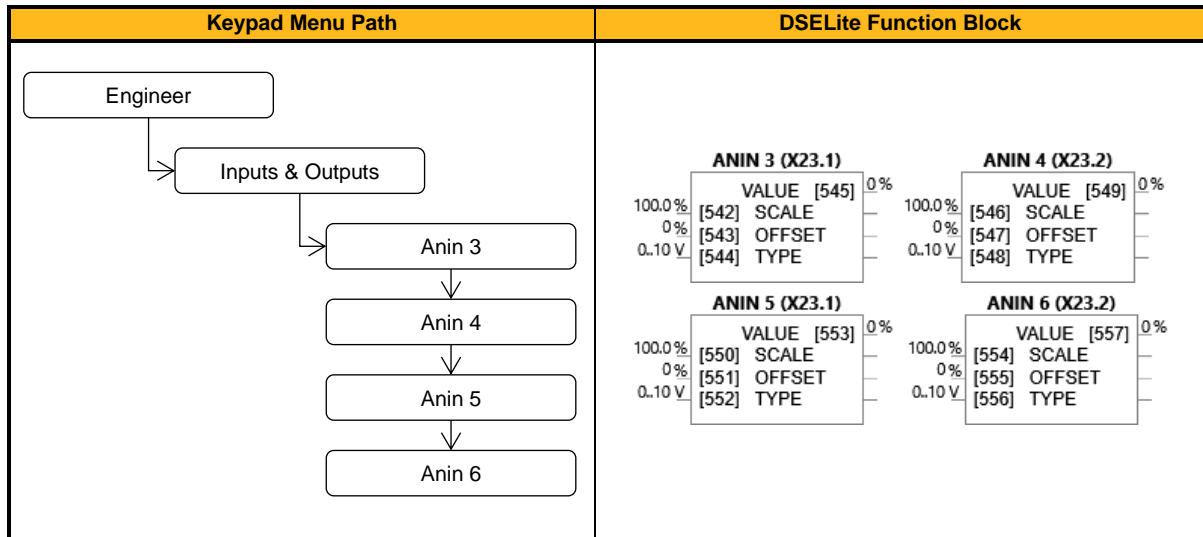 Keypad Menu Path
DSELite Function Block
Engineer
Inputs & Outputs
Anin 3
Anin 4
Anin 5
Anin 6
ANIN 3 (X23.1)
VALUE [545] 0 %
100.0 % [542] SCALE
0 % [543] OFFSET
0..10 V [544] TYPE
ANIN 4 (X23.2)
VALUE [549] 0 %
100.0 % [546] SCALE
0 % [547] OFFSET
0..10 V [548] TYPE
ANIN 5 (X23.1)
VALUE [553] 0 %
100.0 % [550] SCALE
0 % [551] OFFSET
0..10 V [552] TYPE
ANIN 6 (X23.2)
VALUE [557] 0 %
100.0 % [554] SCALE
0 % [555] OFFSET
0..10 V [556] TYPE